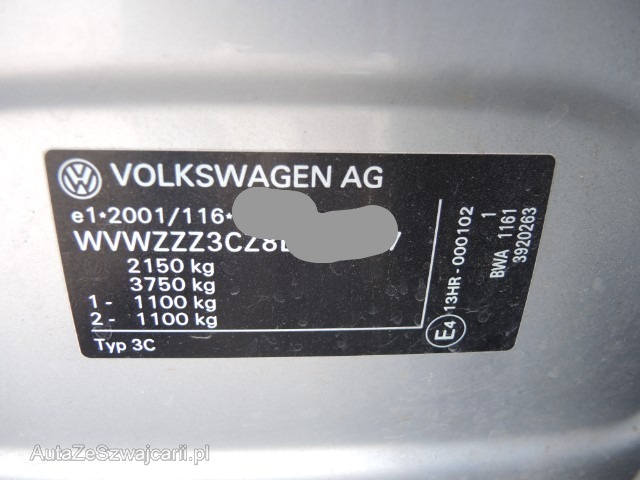 VOLKSWAGEN AG
e1*2001/116*
WVWZZZ3CZ8
2150 kg
3750 kg
1 - 1100 kg
2 - 1100 kg
Typ 3C
E4 13HR - 000102
BWA 1161 1
3920263
AutaZeSzwajcarii.pl